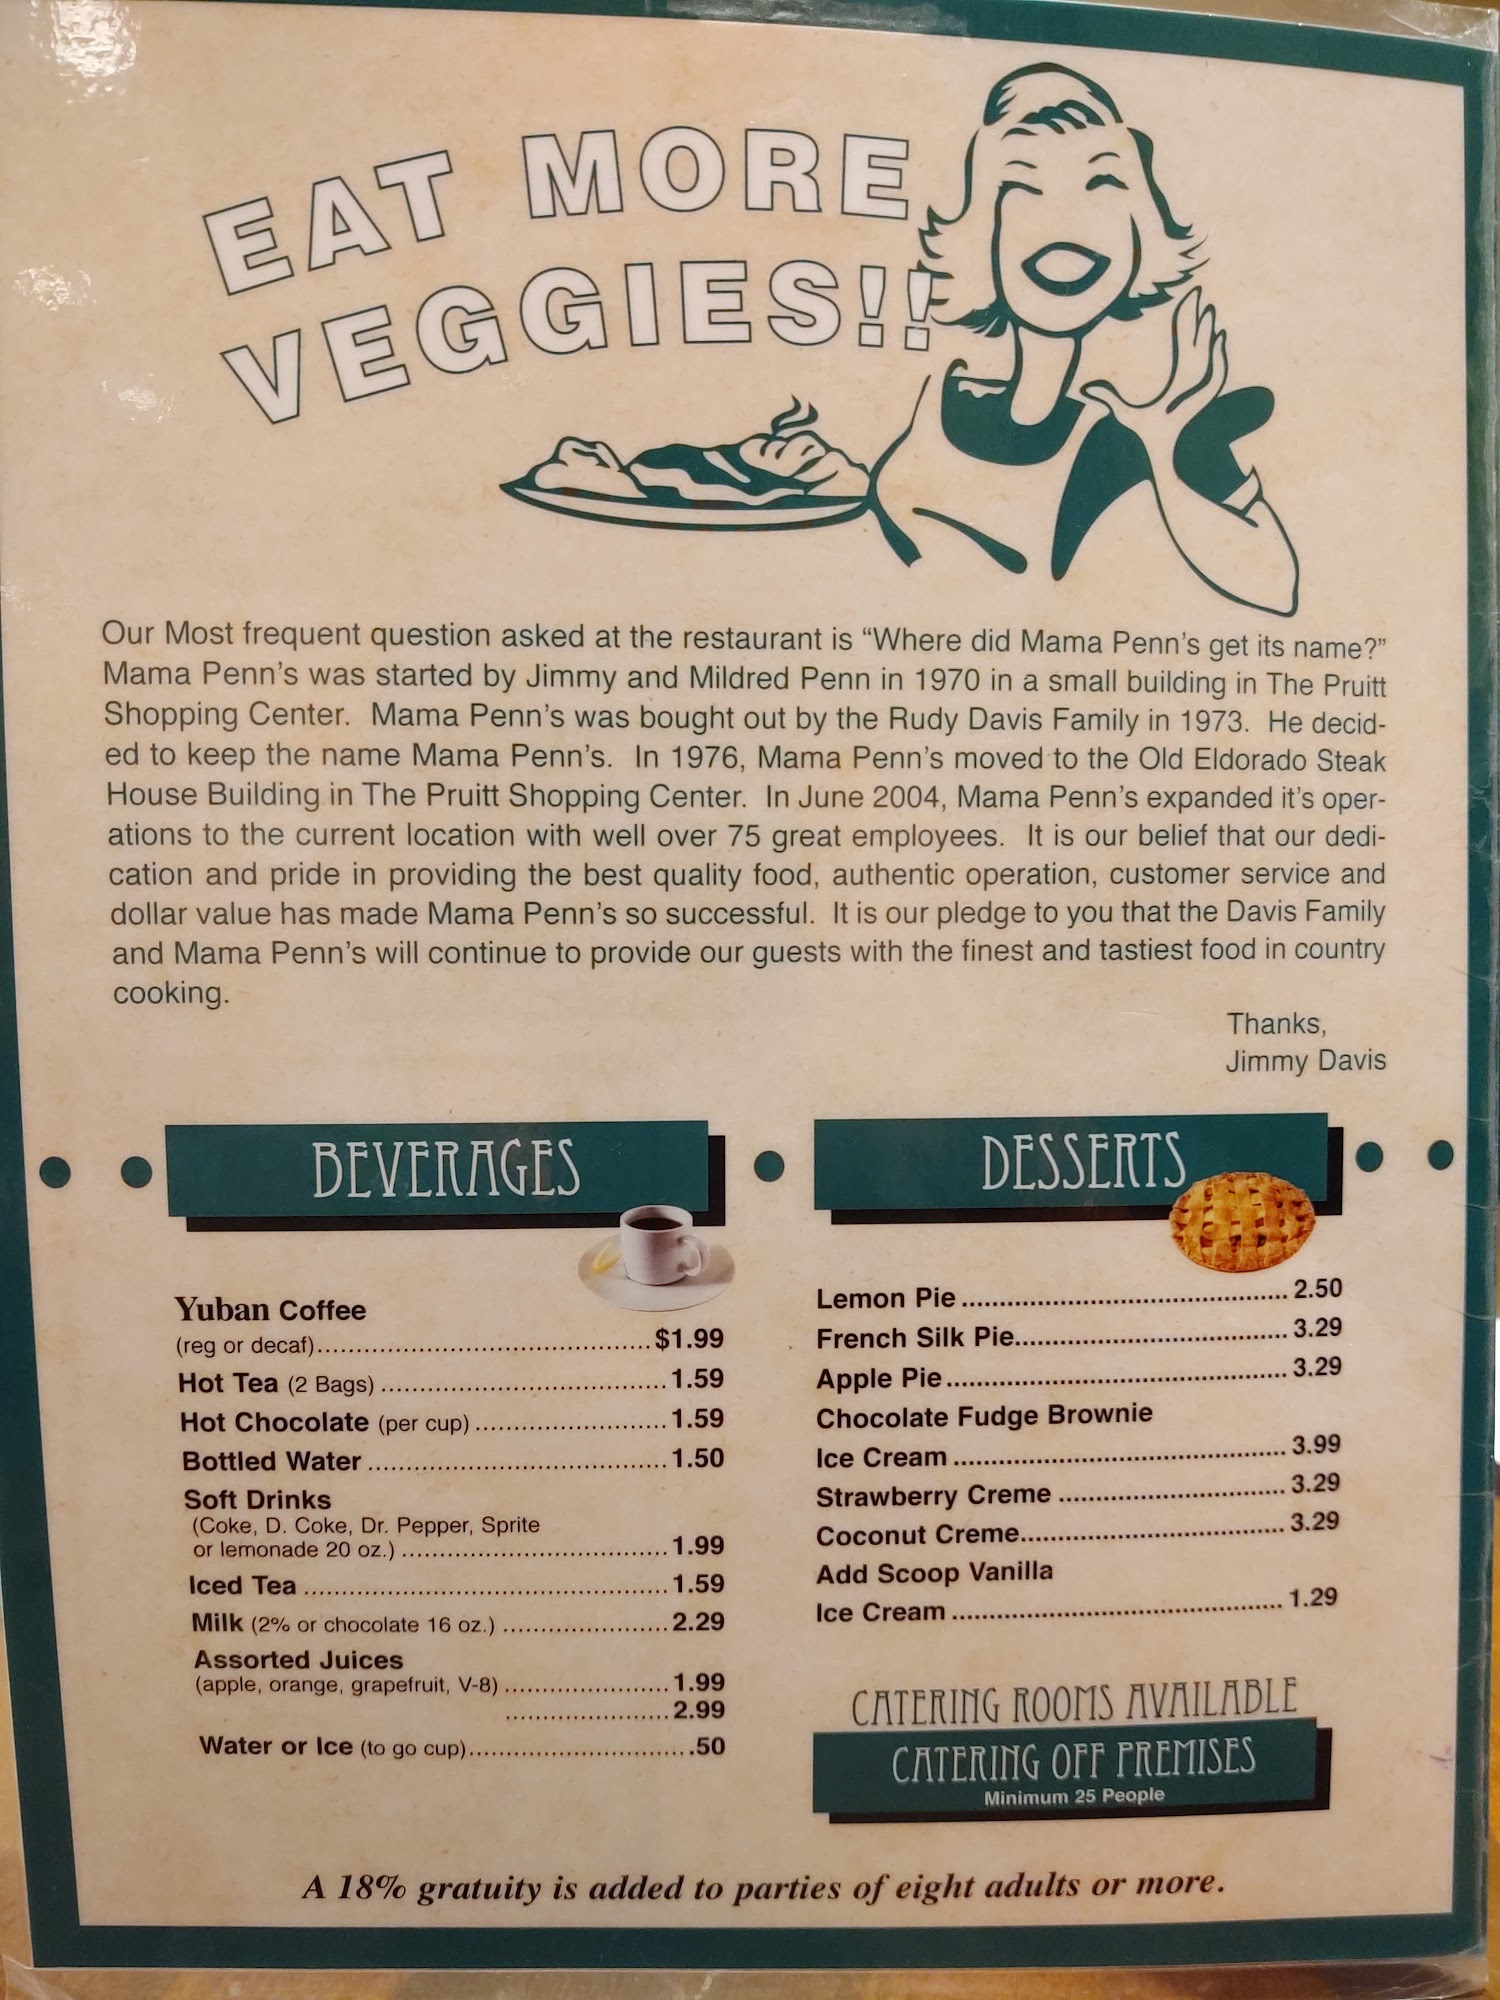 EAT MORE
VEGGIES!!
Our Most frequent question asked at the restaurant is “Where did Mama Penn’s get its name?”
Mama Penn’s was started by Jimmy and Mildred Penn in 1970 in a small building in The Pruitt
Shopping Center. Mama Penn’s was bought out by the Rudy Davis Family in 1973. He decid-
ed to keep the name Mama Penn’s. In 1976, Mama Penn’s moved to the Old Eldorado Steak
House Building in The Pruitt Shopping Center. In June 2004, Mama Penn’s expanded it’s oper-
ations to the current location with well over 75 great employees. It is our belief that our dedi-
cation and pride in providing the best quality food, authentic operation, customer service and
dollar value has made Mama Penn’s so successful. It is our pledge to you that the Davis Family
and Mama Penn’s will continue to provide our guests with the finest and tastiest food in country
cooking.
Thanks,
Jimmy Davis
BEVERAGES
Yuban Coffee
(reg or decaf)........................................... $1.99
Hot Tea (2 Bags) ..................................... 1.59
Hot Chocolate (per cup) ......................... 1.59
Bottled Water ....................................... 1.50
Soft Drinks
(Coke, D. Coke, Dr. Pepper, Sprite
or lemonade 20 oz.) ................................... 1.99
Iced Tea ................................................ 1.59
Milk (2% or chocolate 16 oz.) ...................... 2.29
Assorted Juices
(apple, orange, grapefruit, V-8) ...................... 1.99
...................... 2.99
Water or Ice (to go cup).............................. .50
DESSERTS
Lemon Pie ........................................... 2.50
French Silk Pie.................................... 3.29
Apple Pie............................................. 3.29
Chocolate Fudge Brownie
Ice Cream ............................................ 3.99
Strawberry Creme .............................. 3.29
Coconut Creme................................... 3.29
Add Scoop Vanilla
Ice Cream ............................................ 1.29
CATERING ROOMS AVAILABLE
CATERING OFF PREMISES
Minimum 25 People
A 18% gratuity is added to parties of eight adults or more.